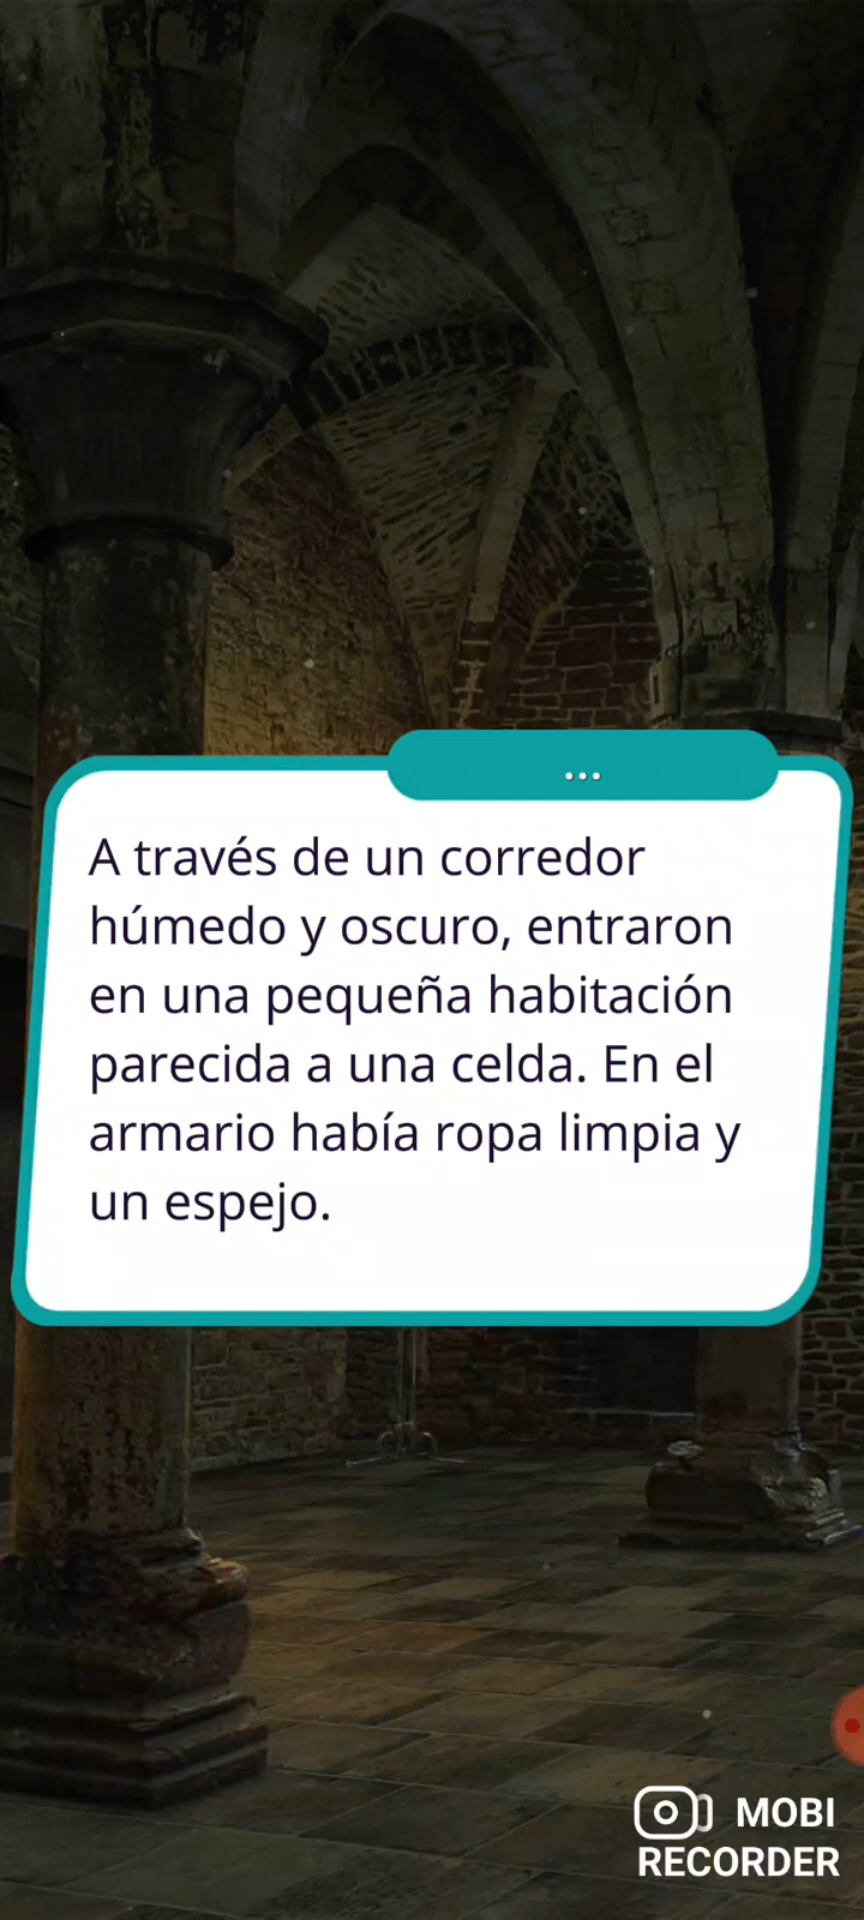 ...
A través de un corredor
húmedo y oscuro, entraron
en una pequeña habitación
parecida a una celda. En el
armario había ropa limpia y
un espejo.
MOBI
RECORDER